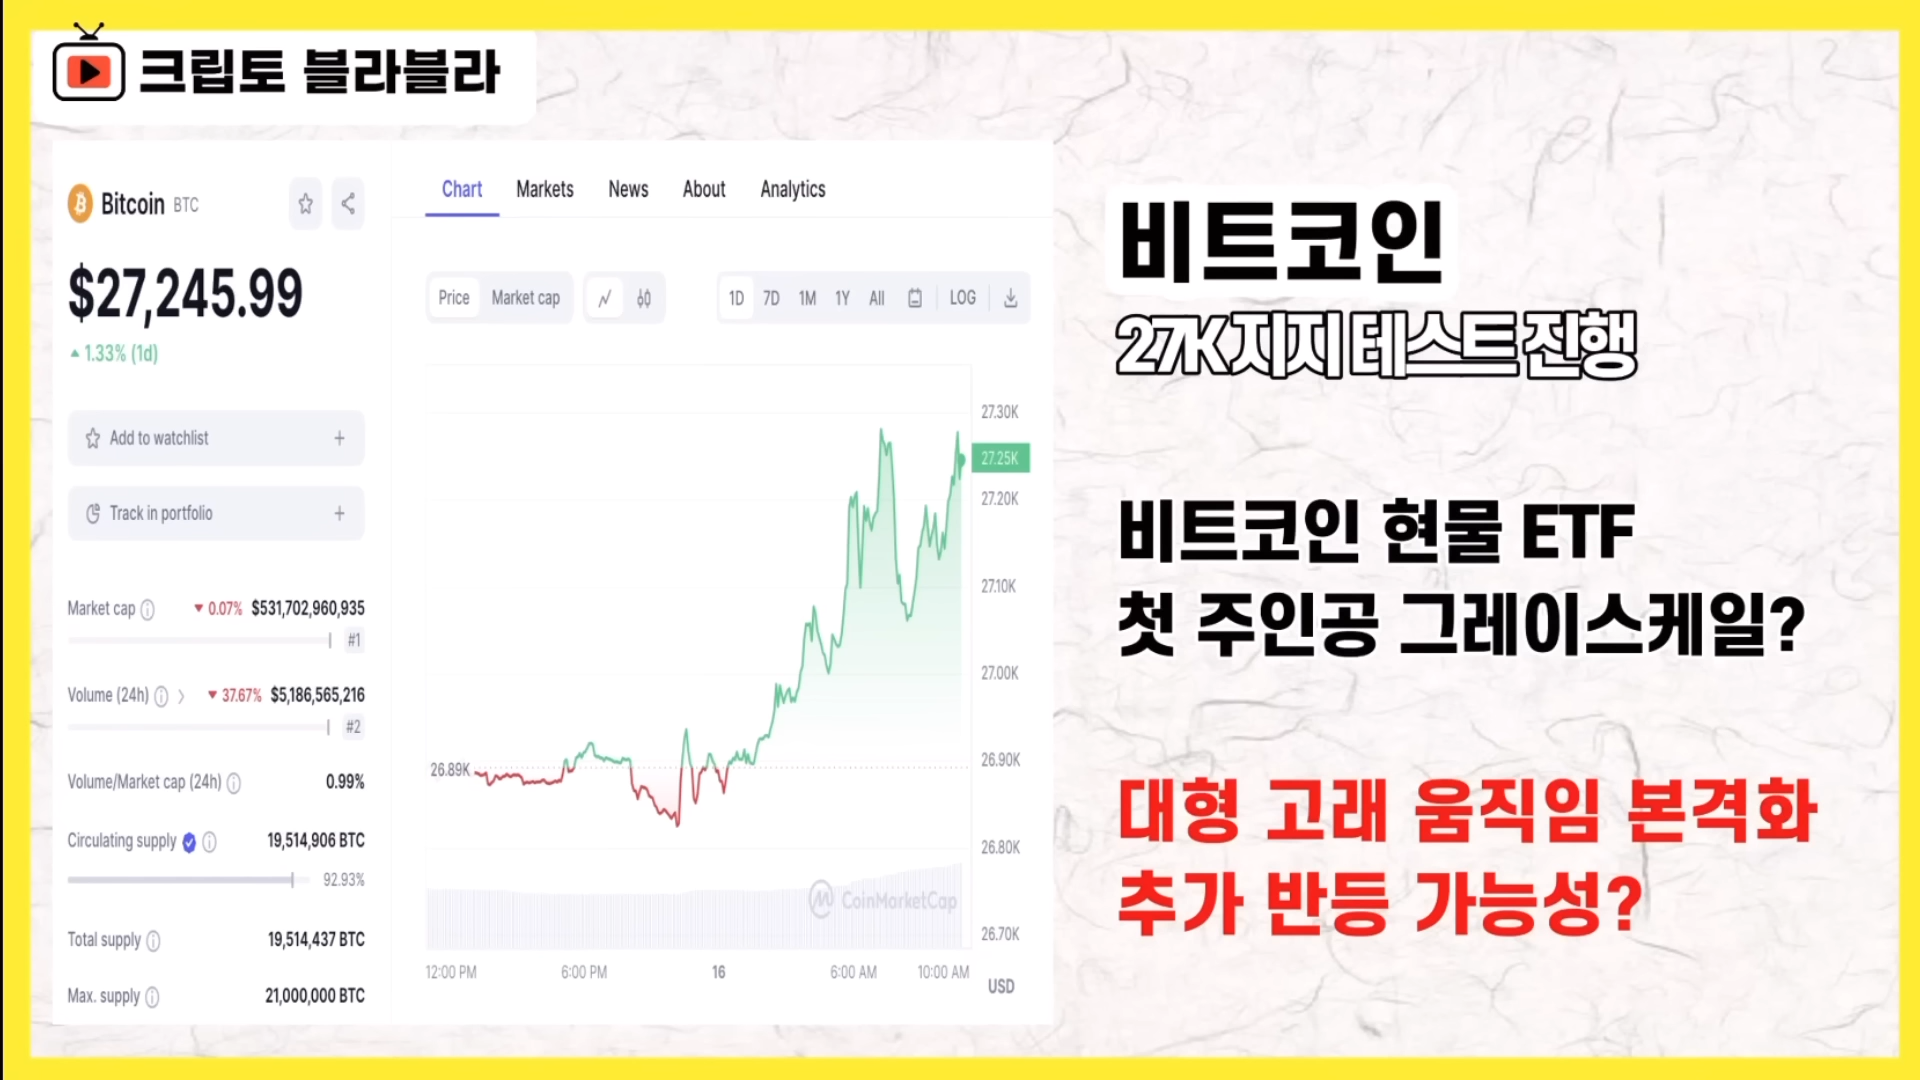 크립토 블라블라
Bitcoin BTC
$27,245.99
1.33% (1d)
Add to watchlist +
Track in portfolio +
Market cap 0.07% $531,702,960,935
#1
Volume (24h) 37.67% $5,186,565,216
#2
Volume/Market cap (24h) 0.99%
Circulating supply 19,514,906 BTC
92.93%
Total supply 19,514,437 BTC
Max. supply 21,000,000 BTC
Chart Markets News About Analytics
Price Market cap 1D 7D 1M 1Y All LOG
27.30K
27.25K
27.20K
27.10K
27.00K
26.90K
26.89K
26.80K
CoinMarketCap
26.70K
12:00 PM 6:00 PM 16 6:00 AM 10:00 AM
USD
비트코인
27K 지지 테스트 진행
비트코인 현물 ETF
첫 주인공 그레이스케일?
대형 고래 움직임 본격화
추가 반등 가능성?